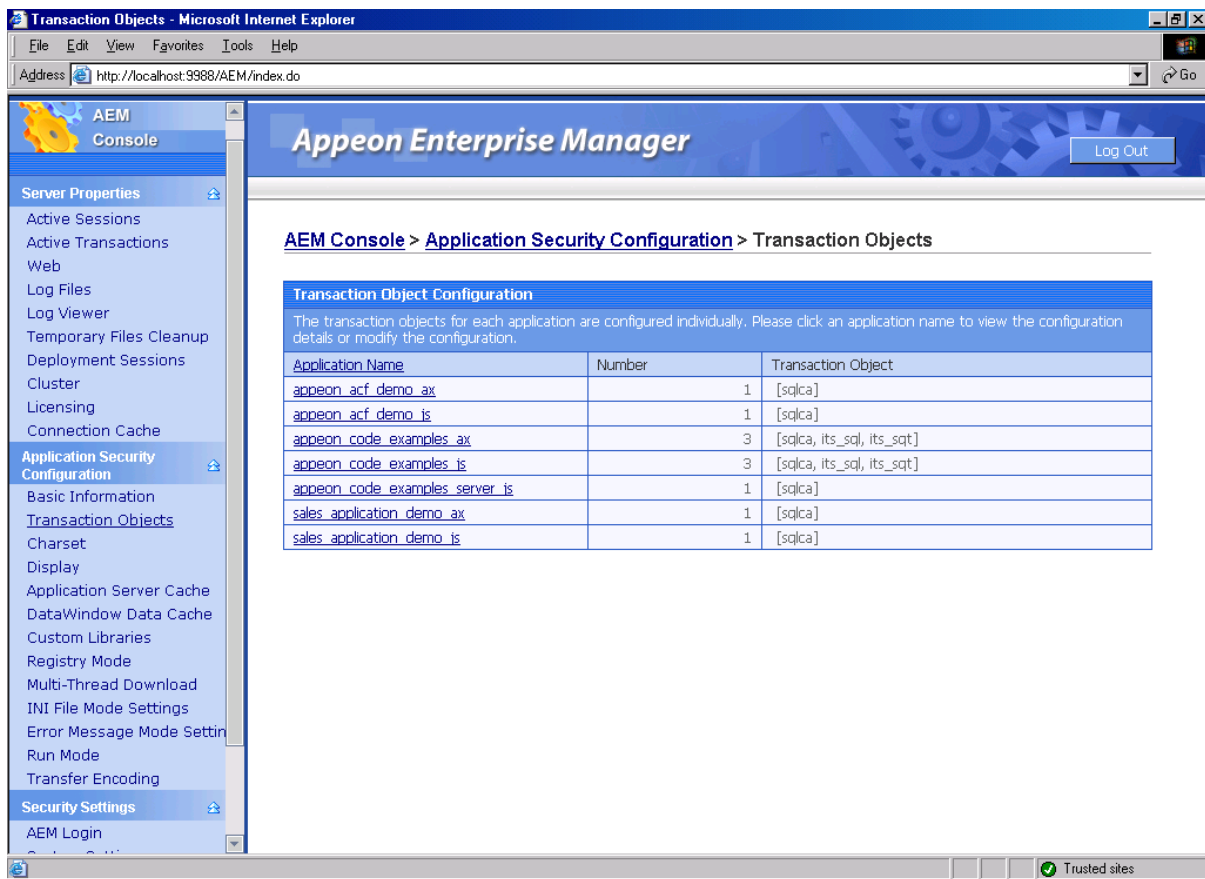 Transaction Objects - Microsoft Internet Explorer
File Edit View Favorites Tools Help
Address http://localhost:9988/AEM/index.do Go
AEM
Console
Appeon Enterprise Manager
Log Out
Server Properties
Active Sessions
Active Transactions
Web
Log Files
Log Viewer
Temporary Files Cleanup
Deployment Sessions
Cluster
Licensing
Connection Cache
Application Security
Configuration
Basic Information
Transaction Objects
Charset
Display
Application Server Cache
DataWindow Data Cache
Custom Libraries
Registry Mode
Multi-Thread Download
INI File Mode Settings
Error Message Mode Settin
Run Mode
Transfer Encoding
Security Settings
AEM Login
AEM Console > Application Security Configuration > Transaction Objects
Transaction Object Configuration
The transaction objects for each application are configured individually. Please click an application name to view the configuration
details or modify the configuration.
Application Name Number Transaction Object
appeon_acf_demo_ax 1 [sqlca]
appeon_acf_demo_js 1 [sqlca]
appeon_code_examples_ax 3 [sqlca, its_sql, its_sqt]
appeon_code_examples_js 3 [sqlca, its_sql, its_sqt]
appeon_code_examples_server_js 1 [sqlca]
sales_application_demo_ax 1 [sqlca]
sales_application_demo_js 1 [sqlca]
Trusted sites